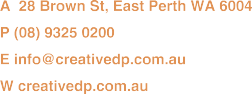 A 28 Brown St, East Perth WA 6004
P (08) 9325 0200
E info@creativedp.com.au
W creativedp.com.au